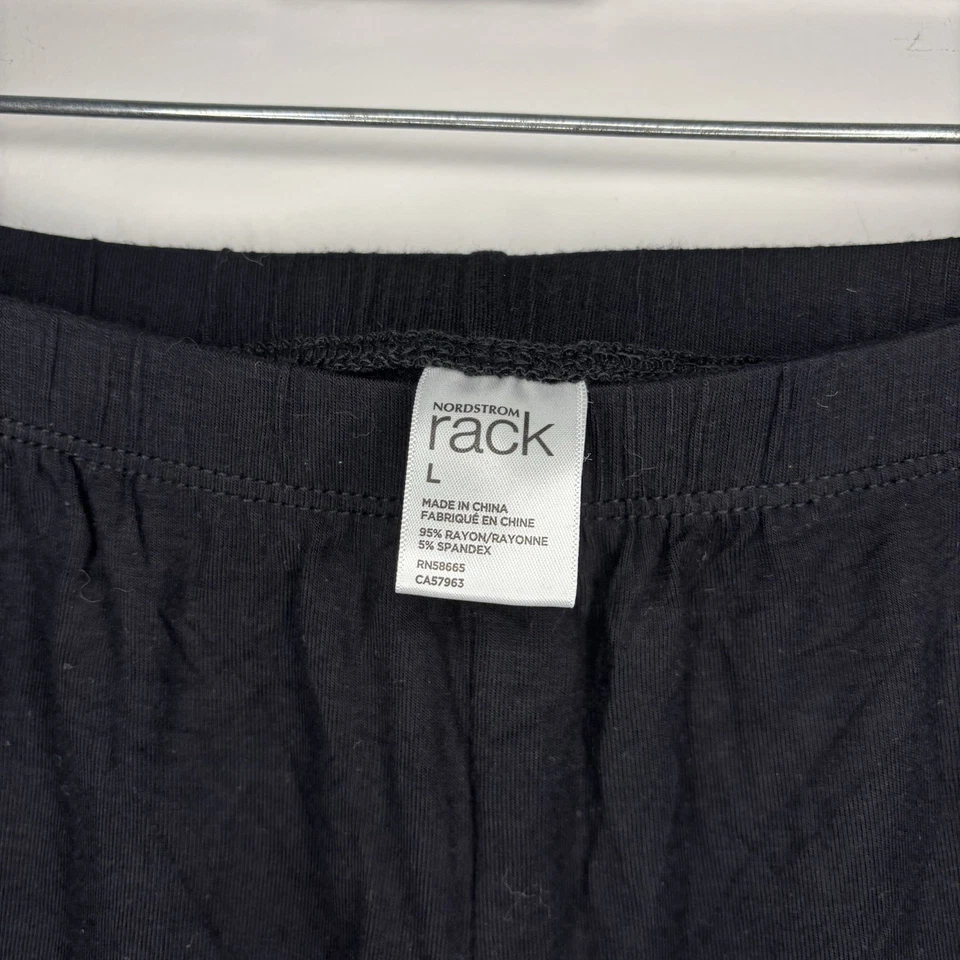 NORDSTROM
rack
L
MADE IN CHINA
FABRIQUÉ EN CHINE
95% RAYON/RAYONNE
5% SPANDEX
RN58665
CA57963